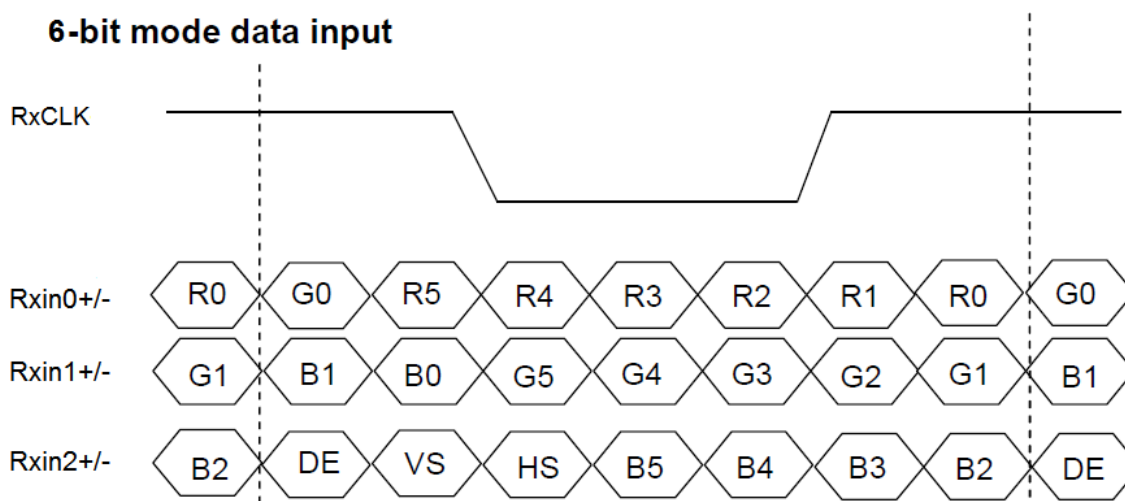 6-bit mode data input
RxCLK
Rxin0+/- R0 G0 R5 R4 R3 R2 R1 R0 G0
Rxin1+/- G1 B1 B0 G5 G4 G3 G2 G1 B1
Rxin2+/- B2 DE VS HS B5 B4 B3 B2 DE